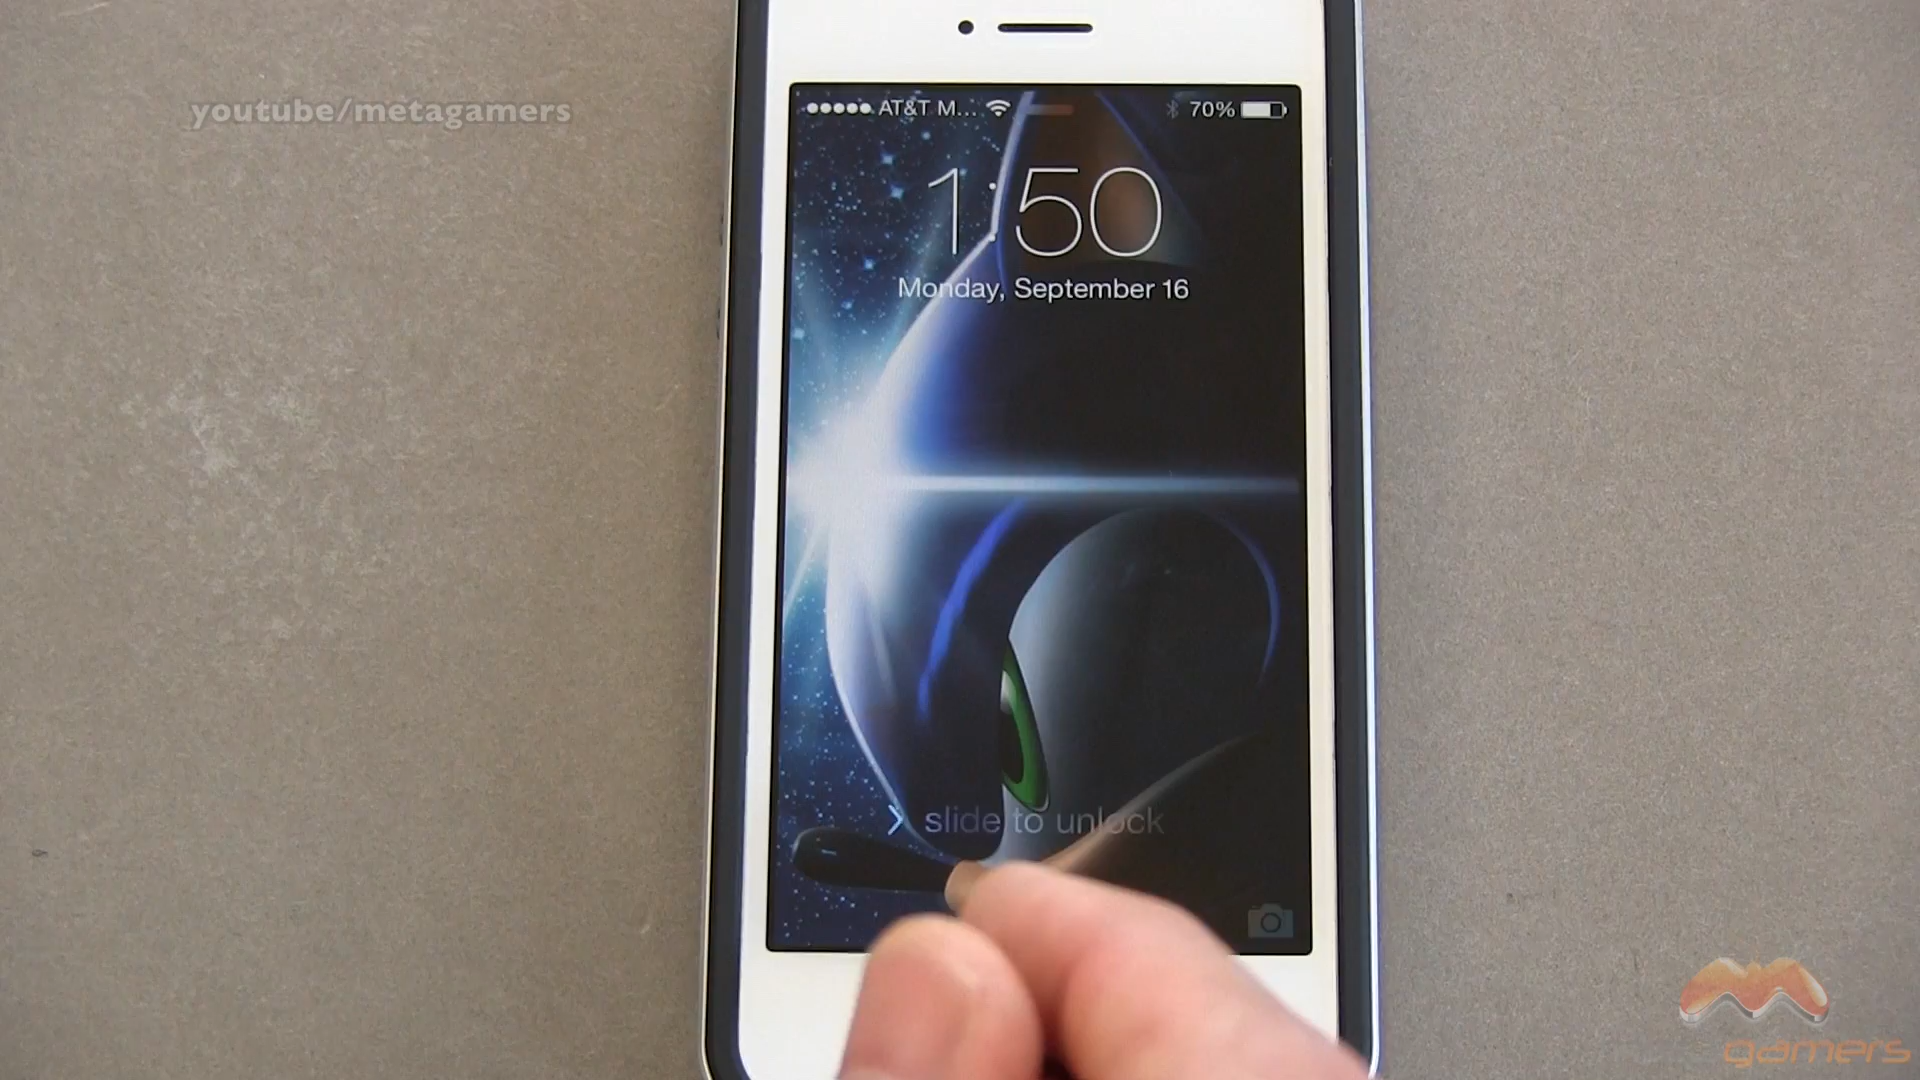 youtube/metagamers
AT&T M... 70%
1:50
Monday, September 16
> slide to unlock
gamers